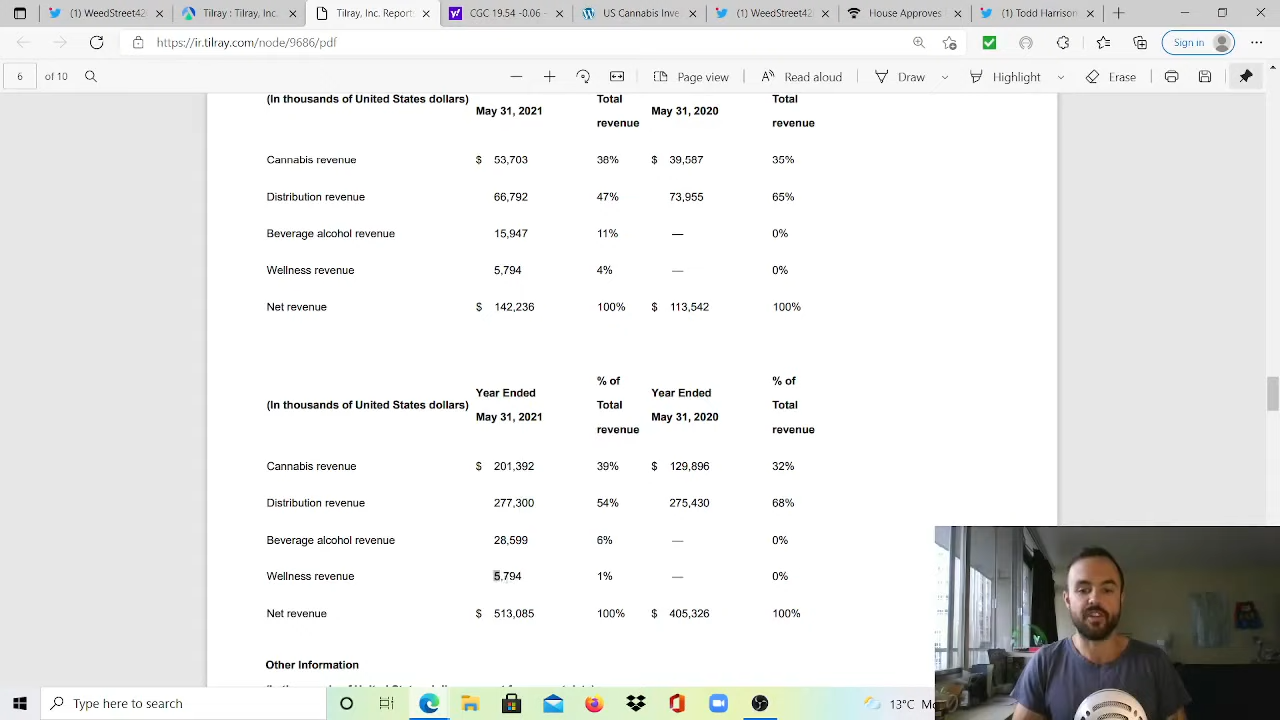 (1) WeedStreet42
Tilray : Tilray, Inc.
Tilray, Inc. Repor
CGC 19.54 -0.06
US Cannabis Inve
(1) WeedStreet42
House Approves
(1) Todd Harrison
https://ir.tilray.com/node/9686/pdf
Sign in
6 of 10
Page view
Read aloud
Draw
Highlight
Erase
(In thousands of United States dollars) May 31, 2021 Total revenue May 31, 2020 Total revenue
Cannabis revenue $ 53,703 38% $ 39,587 35%
Distribution revenue 66,792 47% 73,955 65%
Beverage alcohol revenue 15,947 11% — 0%
Wellness revenue 5,794 4% — 0%
Net revenue $ 142,236 100% $ 113,542 100%
(In thousands of United States dollars) Year Ended May 31, 2021 % of Total revenue Year Ended May 31, 2020 % of Total revenue
Cannabis revenue $ 201,392 39% $ 129,896 32%
Distribution revenue 277,300 54% 275,430 68%
Beverage alcohol revenue 28,599 6% — 0%
Wellness revenue 5,794 1% — 0%
Net revenue $ 513,085 100% $ 405,326 100%
Other Information
Type here to search
13°C